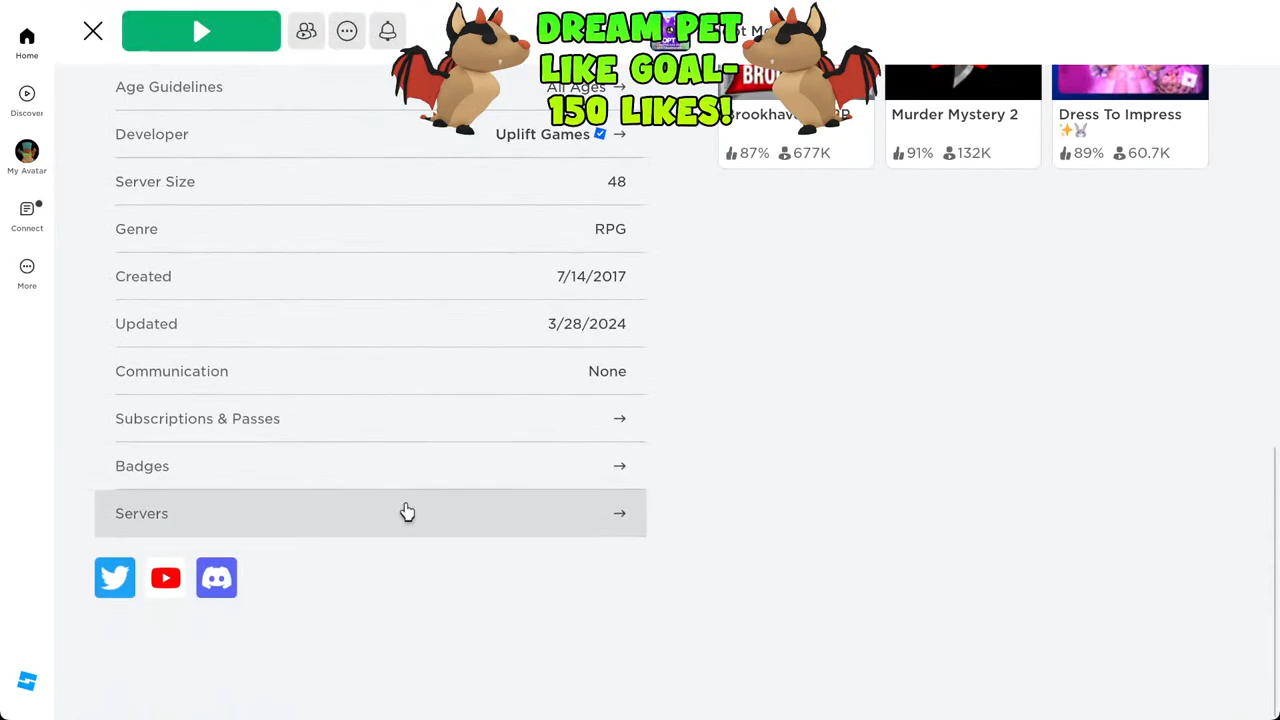 Home
Discover
My Avatar
Connect
More
DREAM PET
LIKE GOAL-
150 LIKES!
Age Guidelines
All Ages
Developer
Uplift Games
Server Size
48
Genre
RPG
Created
7/14/2017
Updated
3/28/2024
Communication
None
Subscriptions & Passes
Badges
Servers
87% 677K
Murder Mystery 2
91% 132K
Dress To Impress
✨🐰
89% 60.7K